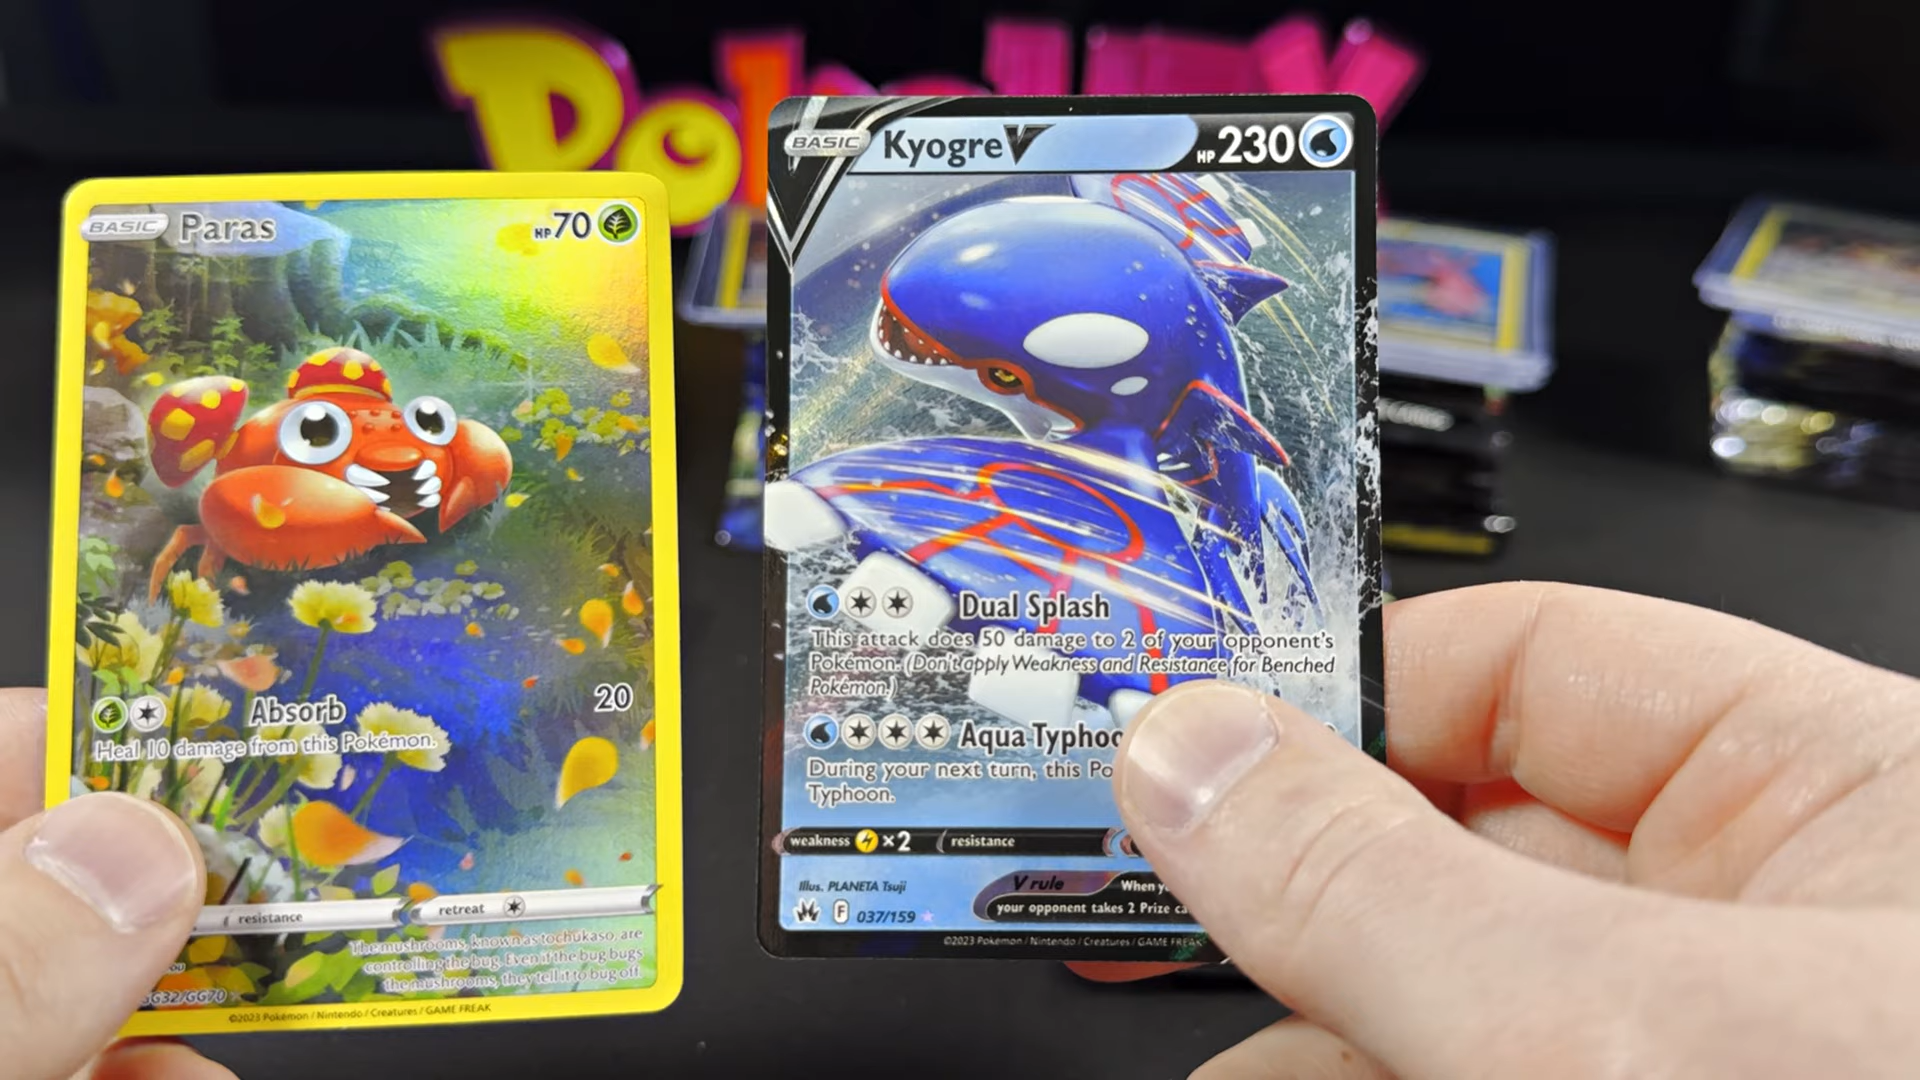 BASIC Paras HP 70
Absorb 20
Heal 10 damage from this Pokémon.
resistance retreat
The mushrooms, known as tochukaso, are
controlling the bug. Even if the bug bugs
the mushrooms, they tell it to bug off.
GG32/GG70
©2023 Pokémon / Nintendo / Creatures / GAME FREAK
BASIC Kyogre V HP 230
Dual Splash
This attack does 50 damage to 2 of your opponent's
Pokémon. (Don't apply Weakness and Resistance for Benched
Pokémon.)
Aqua Typhoo
During your next turn, this Po
Typhoon.
weakness ×2 resistance
Illus. PLANETA Tsuji
V rule When y
your opponent takes 2 Prize ca
F 037/159
©2023 Pokémon / Nintendo / Creatures / GAME FREAK